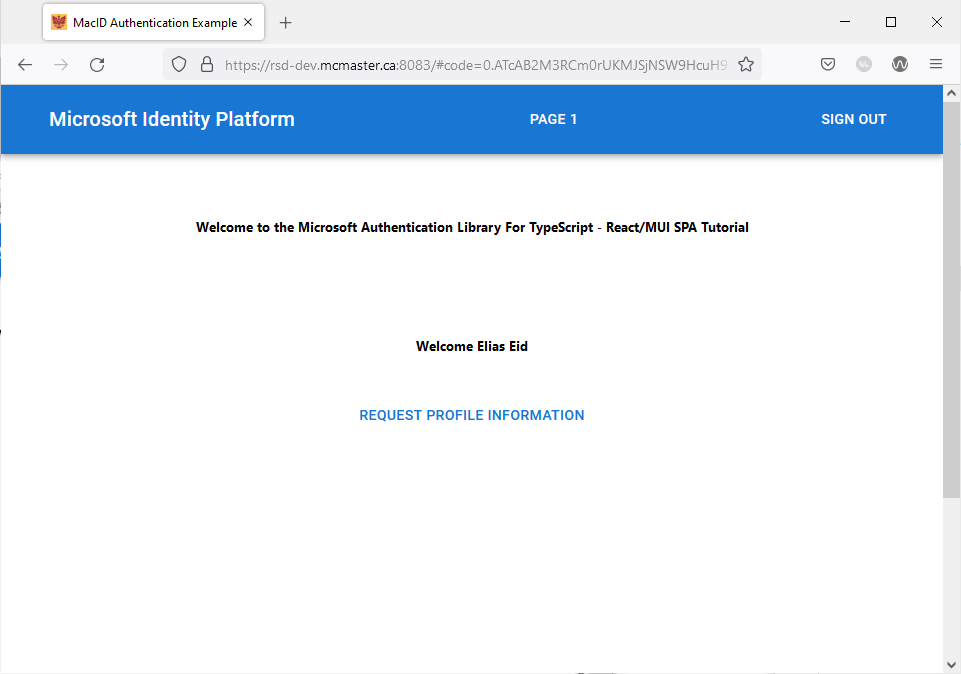 MacID Authentication Example
https://rsd-dev.mcmaster.ca:8083/#code=0.ATcAB2M3RCm0rUKMJSjNSW9HcuH9
Microsoft Identity Platform PAGE 1 SIGN OUT
Welcome to the Microsoft Authentication Library For TypeScript - React/MUI SPA Tutorial
Welcome Elias Eid
REQUEST PROFILE INFORMATION